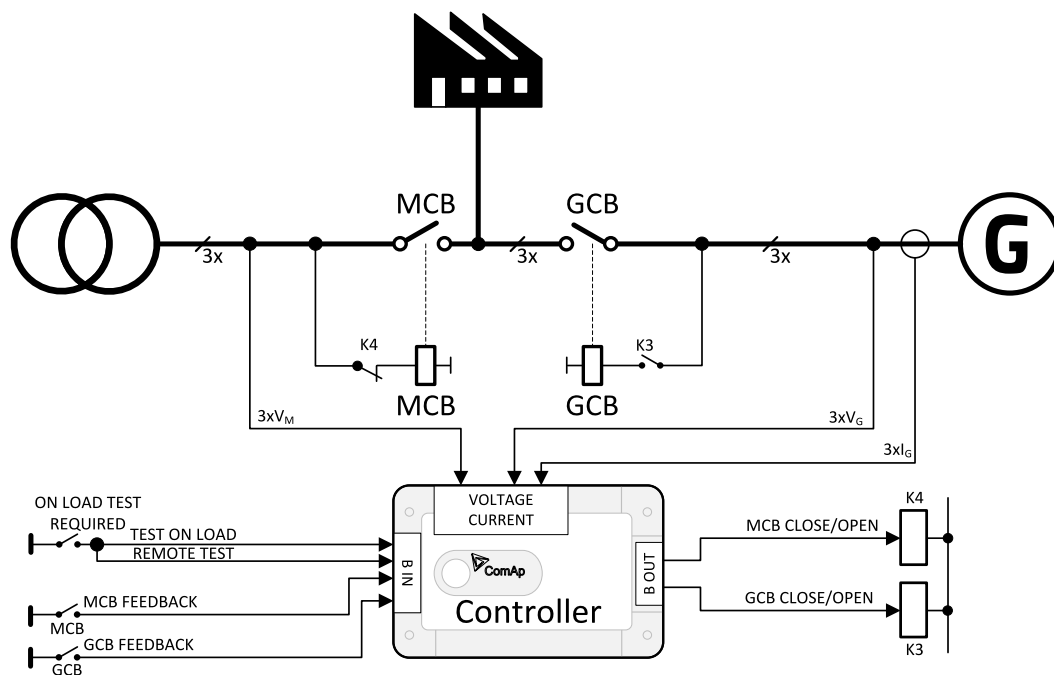 MCB
GCB
3x
3x
3x
G
K4
K3
MCB
GCB
3xVM
3xVG
3xIG
ON LOAD TEST
REQUIRED
TEST ON LOAD
REMOTE TEST
MCB FEEDBACK
MCB
GCB FEEDBACK
GCB
VOLTAGE
CURRENT
B IN
ComAp
Controller
B OUT
MCB CLOSE/OPEN
GCB CLOSE/OPEN
K4
K3